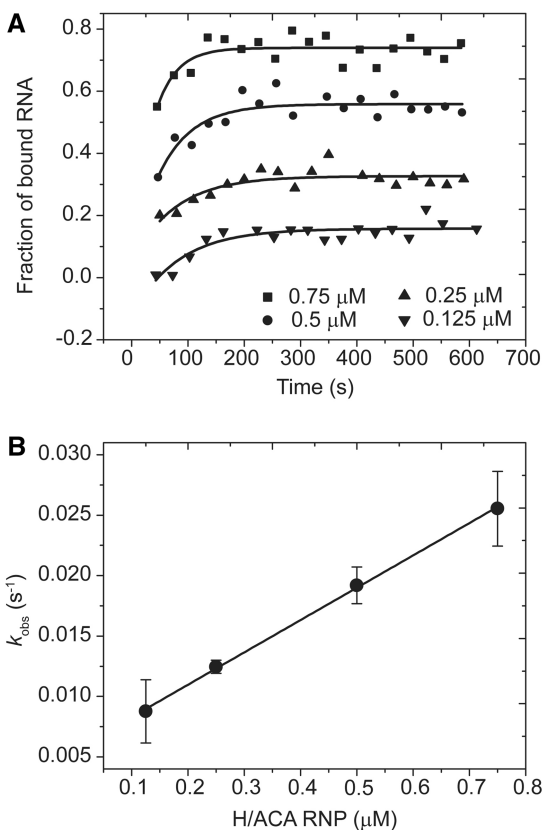 A
Fraction of bound RNA
0.8
0.6
0.4
0.2
0.0
-0.2
0.75 μM
0.25 μM
0.5 μM
0.125 μM
0 100 200 300 400 500 600 700
Time (s)
B
kobs (s-1)
0.030
0.025
0.020
0.015
0.010
0.005
0.1 0.2 0.3 0.4 0.5 0.6 0.7 0.8
H/ACA RNP (μM)